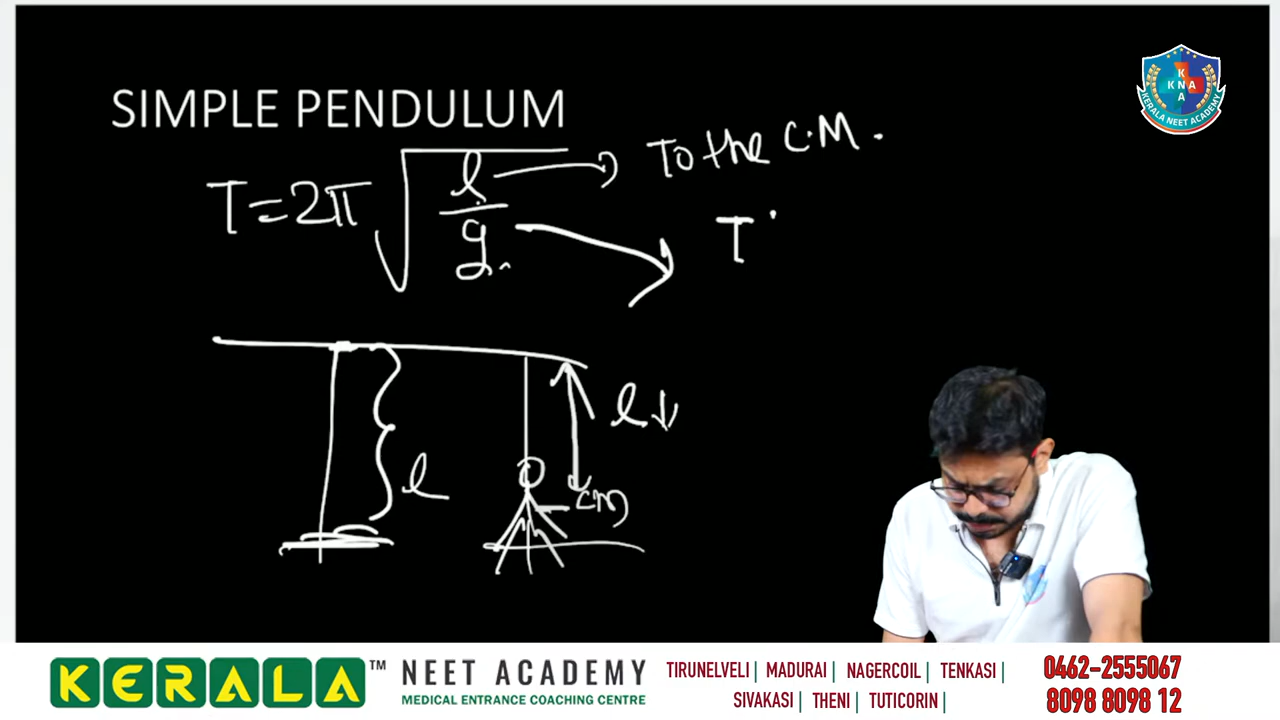 SIMPLE PENDULUM
T=2π√(l/g)
To the C.M.
T
l
l↓
CM
K
KNA
A
KERALA NEET ACADEMY
KERALA™ NEET ACADEMY
MEDICAL ENTRANCE COACHING CENTRE
TIRUNELVELI | MADURAI | NAGERCOIL | TENKASI |
SIVAKASI | THENI | TUTICORIN |
0462-2555067
8098 8098 12